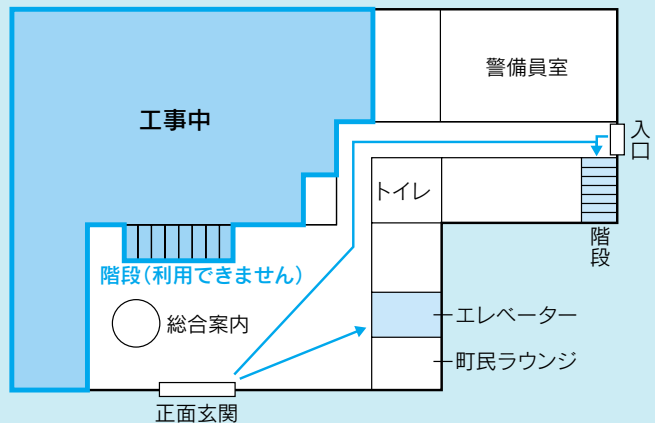 警備員室
工事中
入口
トイレ
階段
階段(利用できません)
総合案内
エレベーター
町民ラウンジ
正面玄関